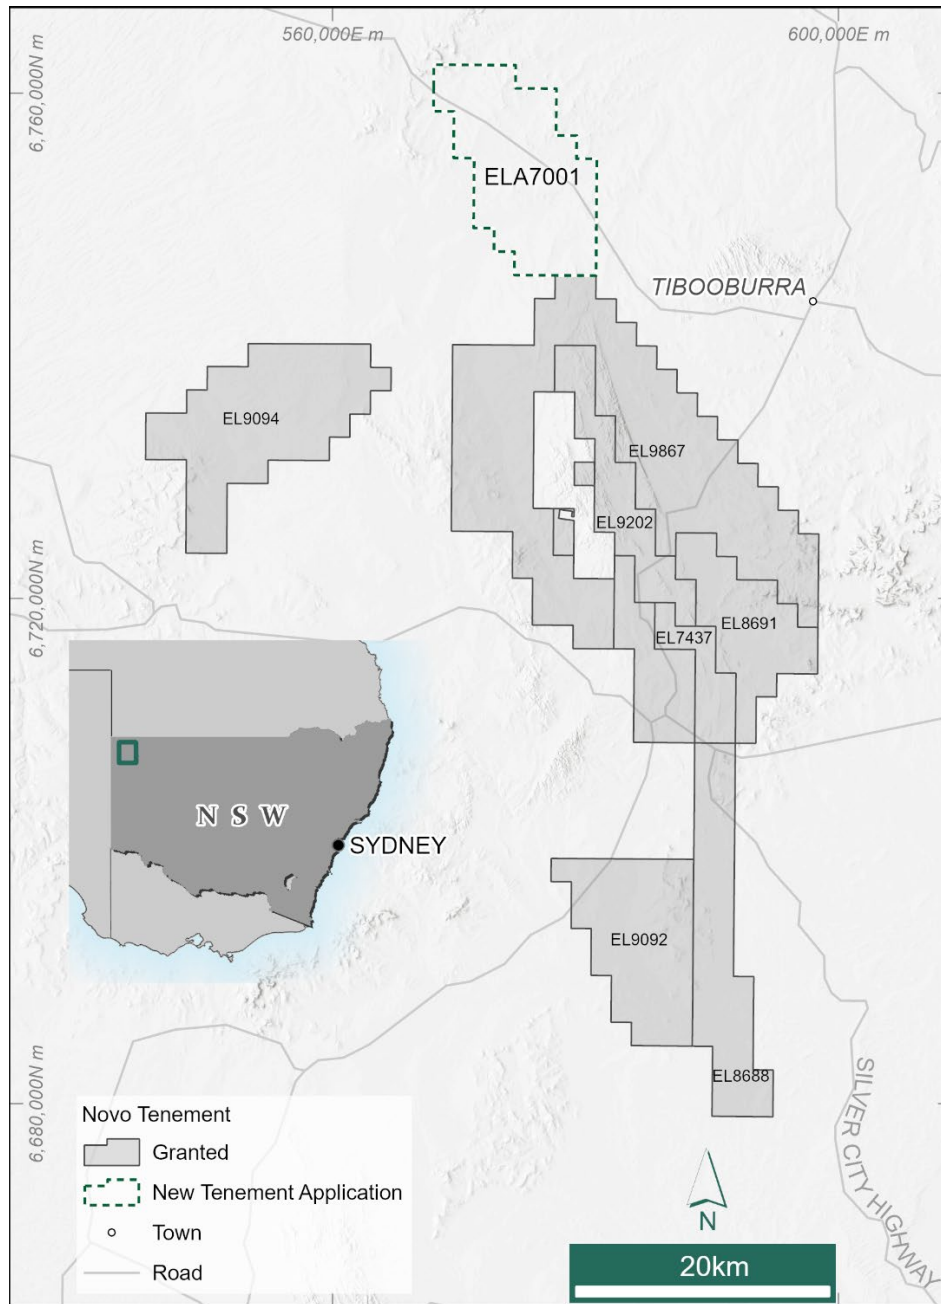 560,000E m
600,000E m
6,760,000N m
ELA7001
TIBOOBURRA
EL9094
EL9867
EL9202
6,720,000N m
EL7437
EL8691
NSW
SYDNEY
EL9092
EL8688
6,680,000N m
SILVER CITY HIGHWAY
Novo Tenement
Granted
New Tenement Application
Town
Road
N
20km